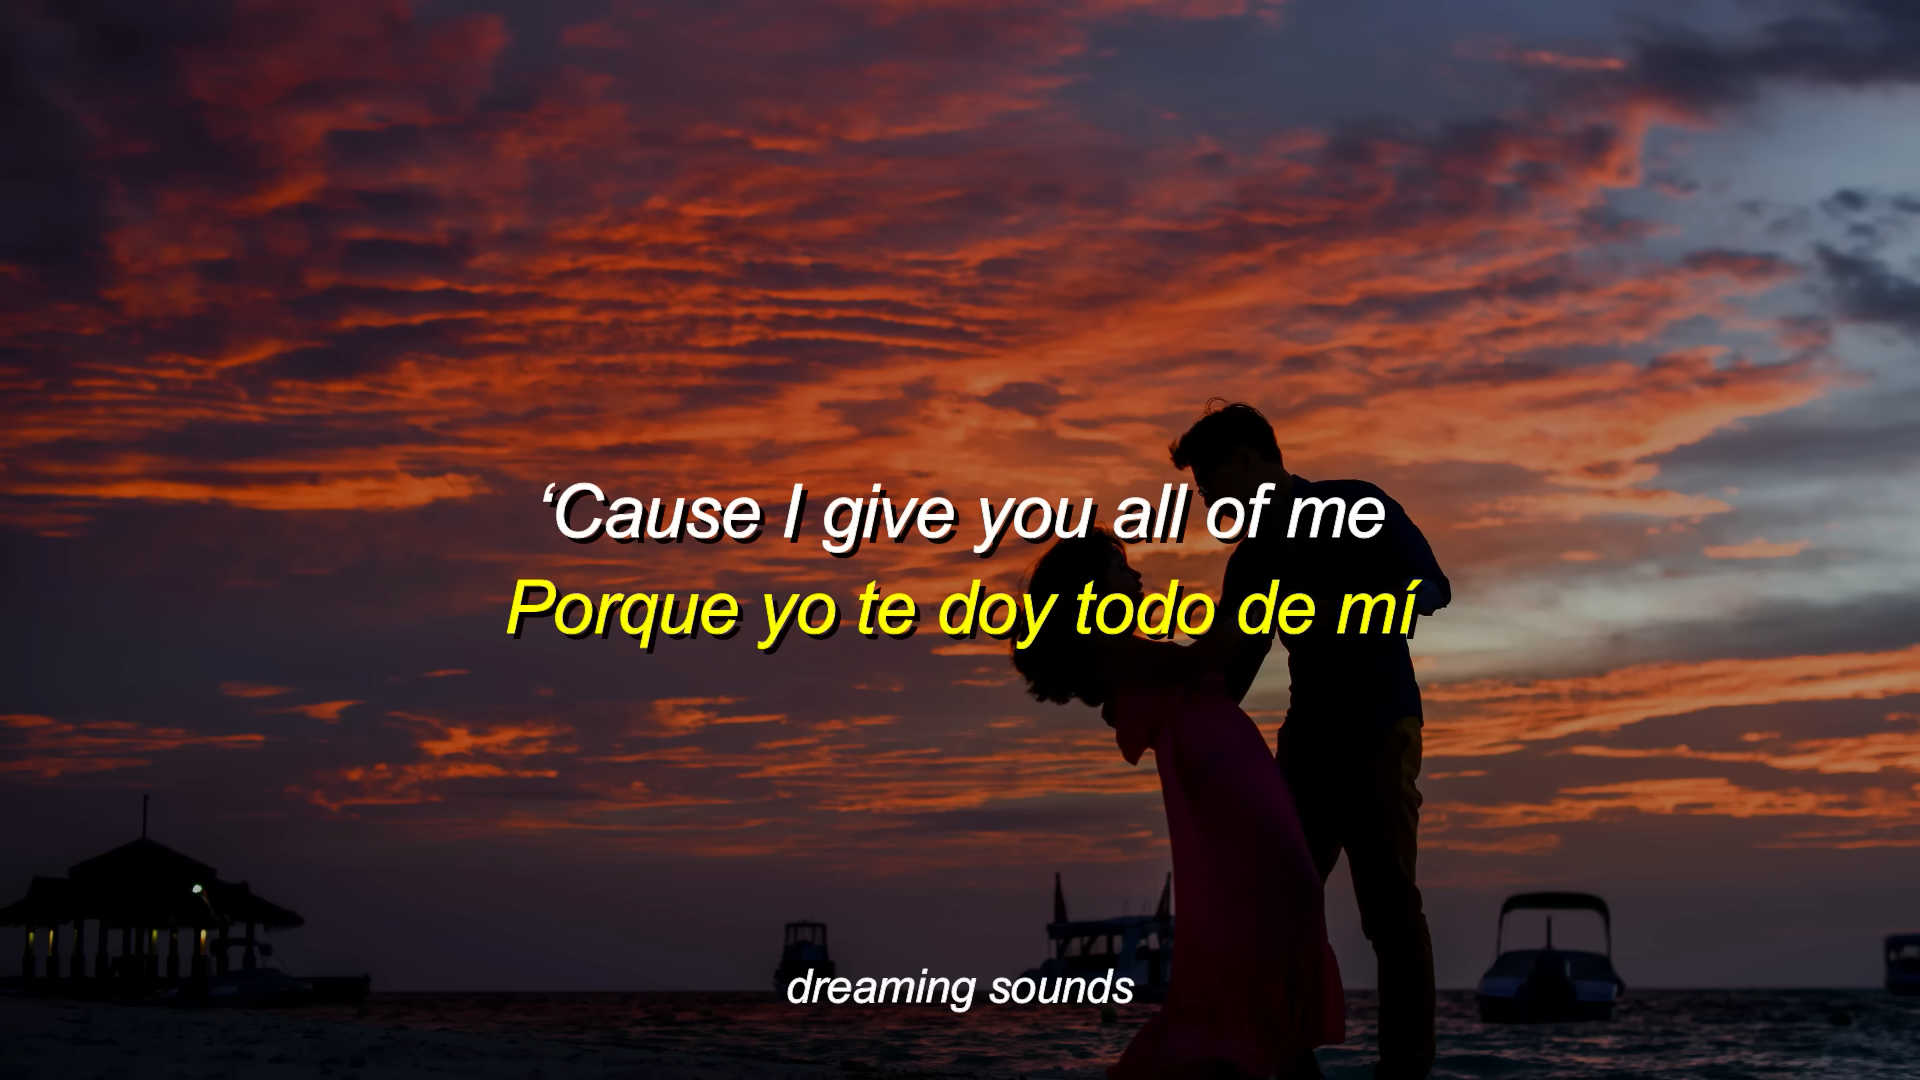 ‘Cause I give you all of me
Porque yo te doy todo de mí
dreaming sounds